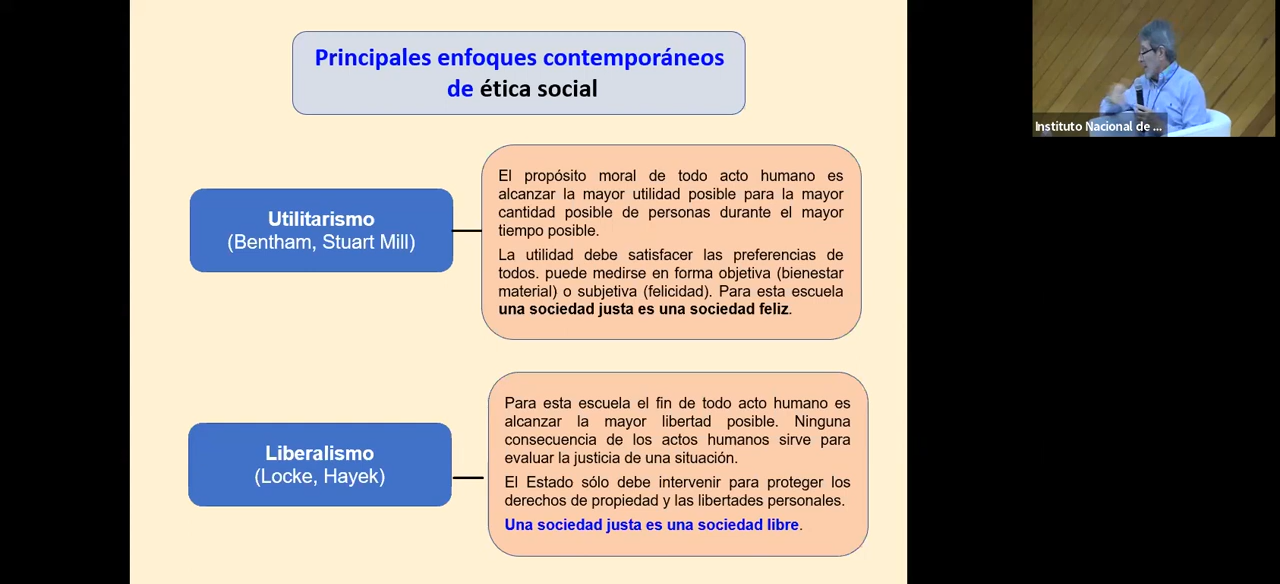 Principales enfoques contemporáneos
de ética social
Utilitarismo
(Bentham, Stuart Mill)
El propósito moral de todo acto humano es
alcanzar la mayor utilidad posible para la mayor
cantidad posible de personas durante el mayor
tiempo posible.
La utilidad debe satisfacer las preferencias de
todos. puede medirse en forma objetiva (bienestar
material) o subjetiva (felicidad). Para esta escuela
una sociedad justa es una sociedad feliz.
Liberalismo
(Locke, Hayek)
Para esta escuela el fin de todo acto humano es
alcanzar la mayor libertad posible. Ninguna
consecuencia de los actos humanos sirve para
evaluar la justicia de una situación.
El Estado sólo debe intervenir para proteger los
derechos de propiedad y las libertades personales.
Una sociedad justa es una sociedad libre.
Instituto Nacional de ...